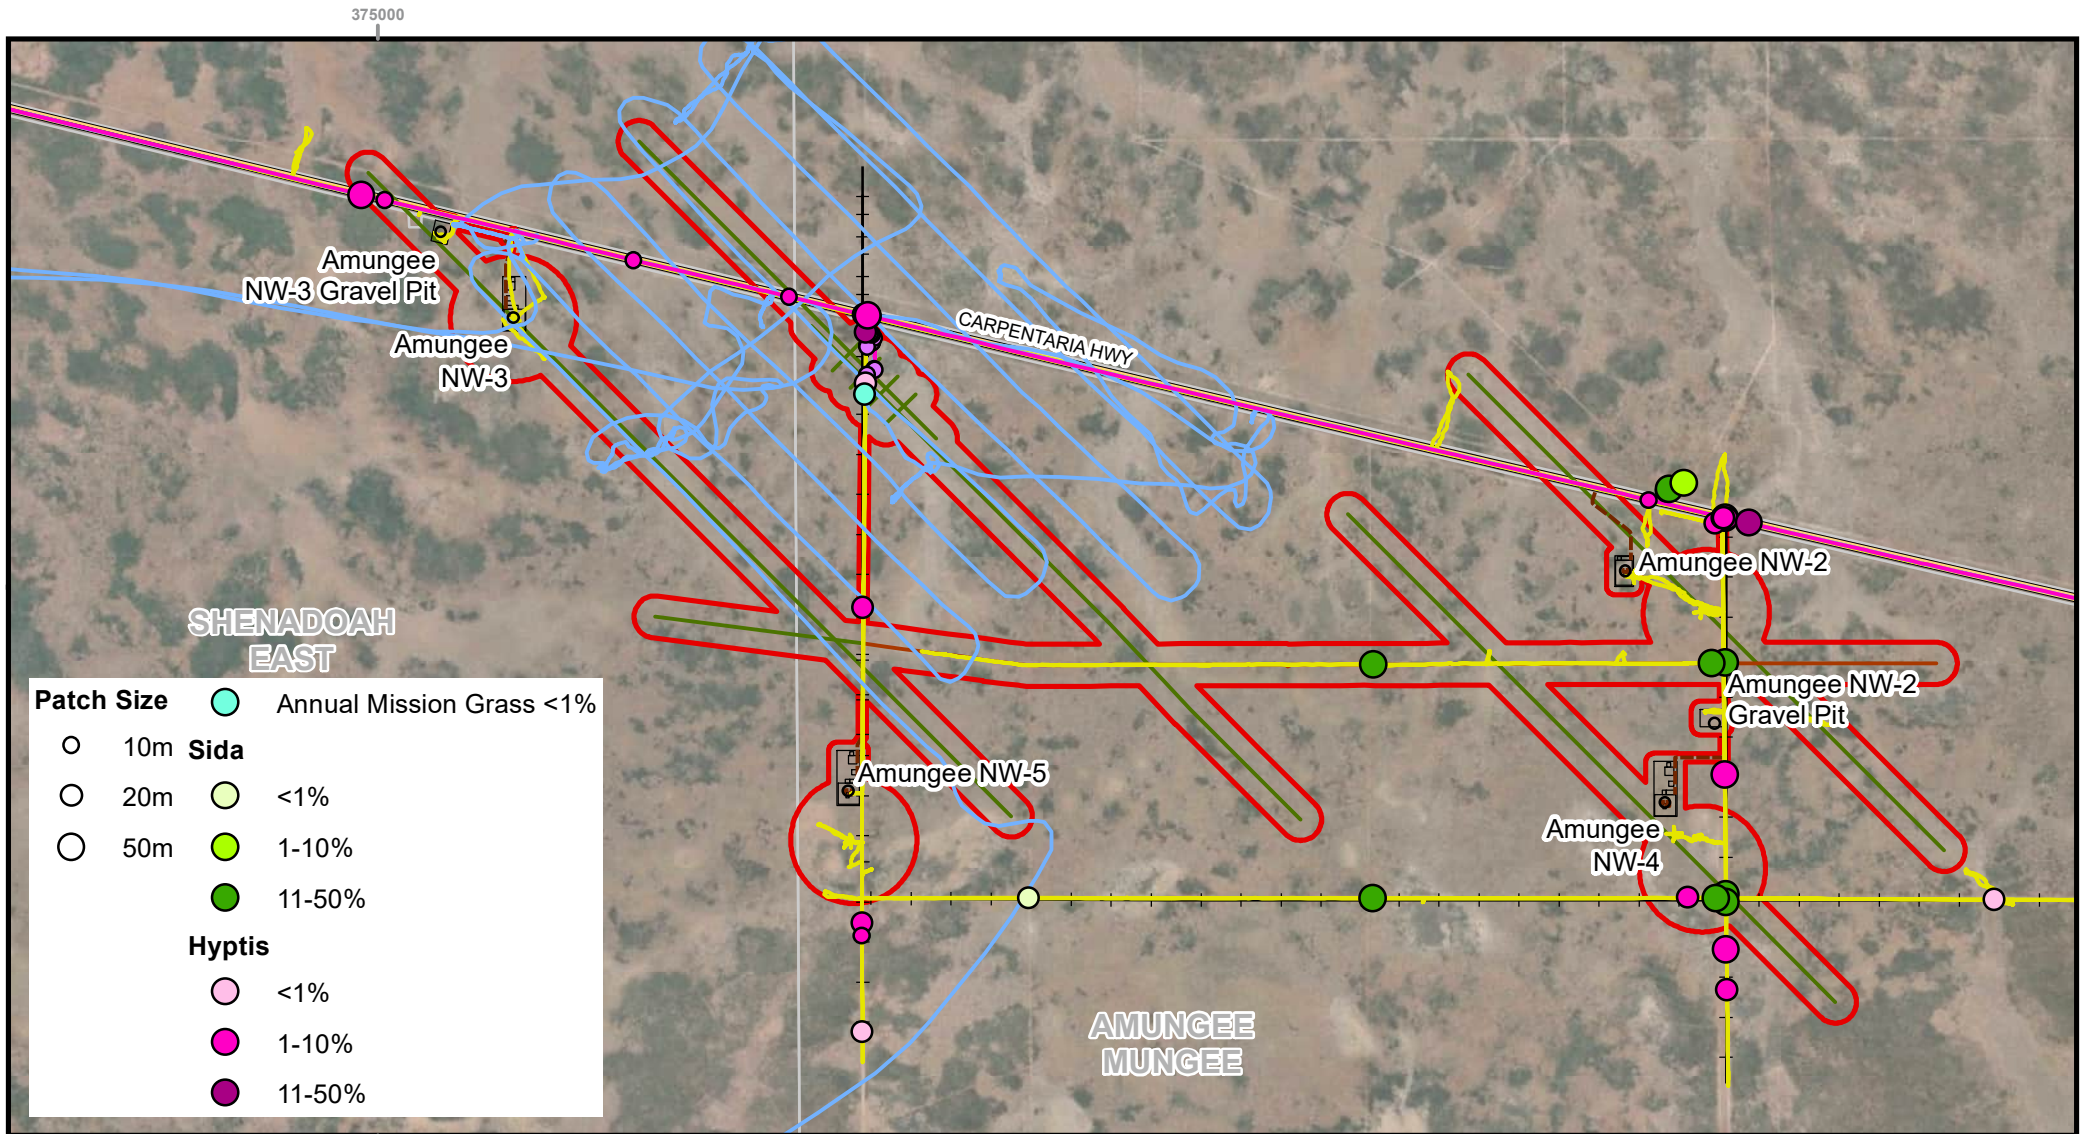 375000
CARPENTARIA HWY
Amungee
NW-3 Gravel Pit
Amungee
NW-3
Amungee NW-2
SHENADOAH
EAST
Amungee NW-2
Gravel Pit
Amungee NW-5
Amungee
NW-4
AMUNGEE
MUNGEE
Patch Size
10m
20m
50m
Annual Mission Grass <1%
Sida
<1%
1-10%
11-50%
Hyptis
<1%
1-10%
11-50%